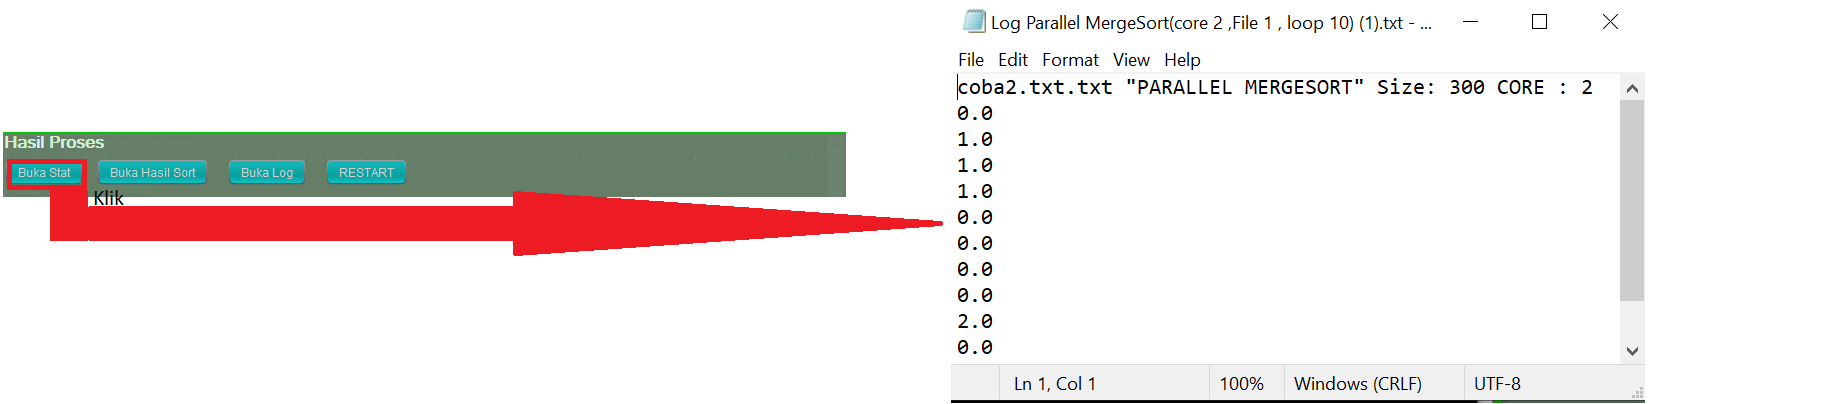 Hasil Proses
Buka Stat Buka Hasil Sort Buka Log RESTART
Klik
Log Parallel MergeSort(core 2 ,File 1 , loop 10) (1).txt - ...
File Edit Format View Help
coba2.txt.txt "PARALLEL MERGESORT" Size: 300 CORE : 2
0.0
1.0
1.0
1.0
0.0
0.0
0.0
0.0
2.0
0.0
Ln 1, Col 1 100% Windows (CRLF) UTF-8